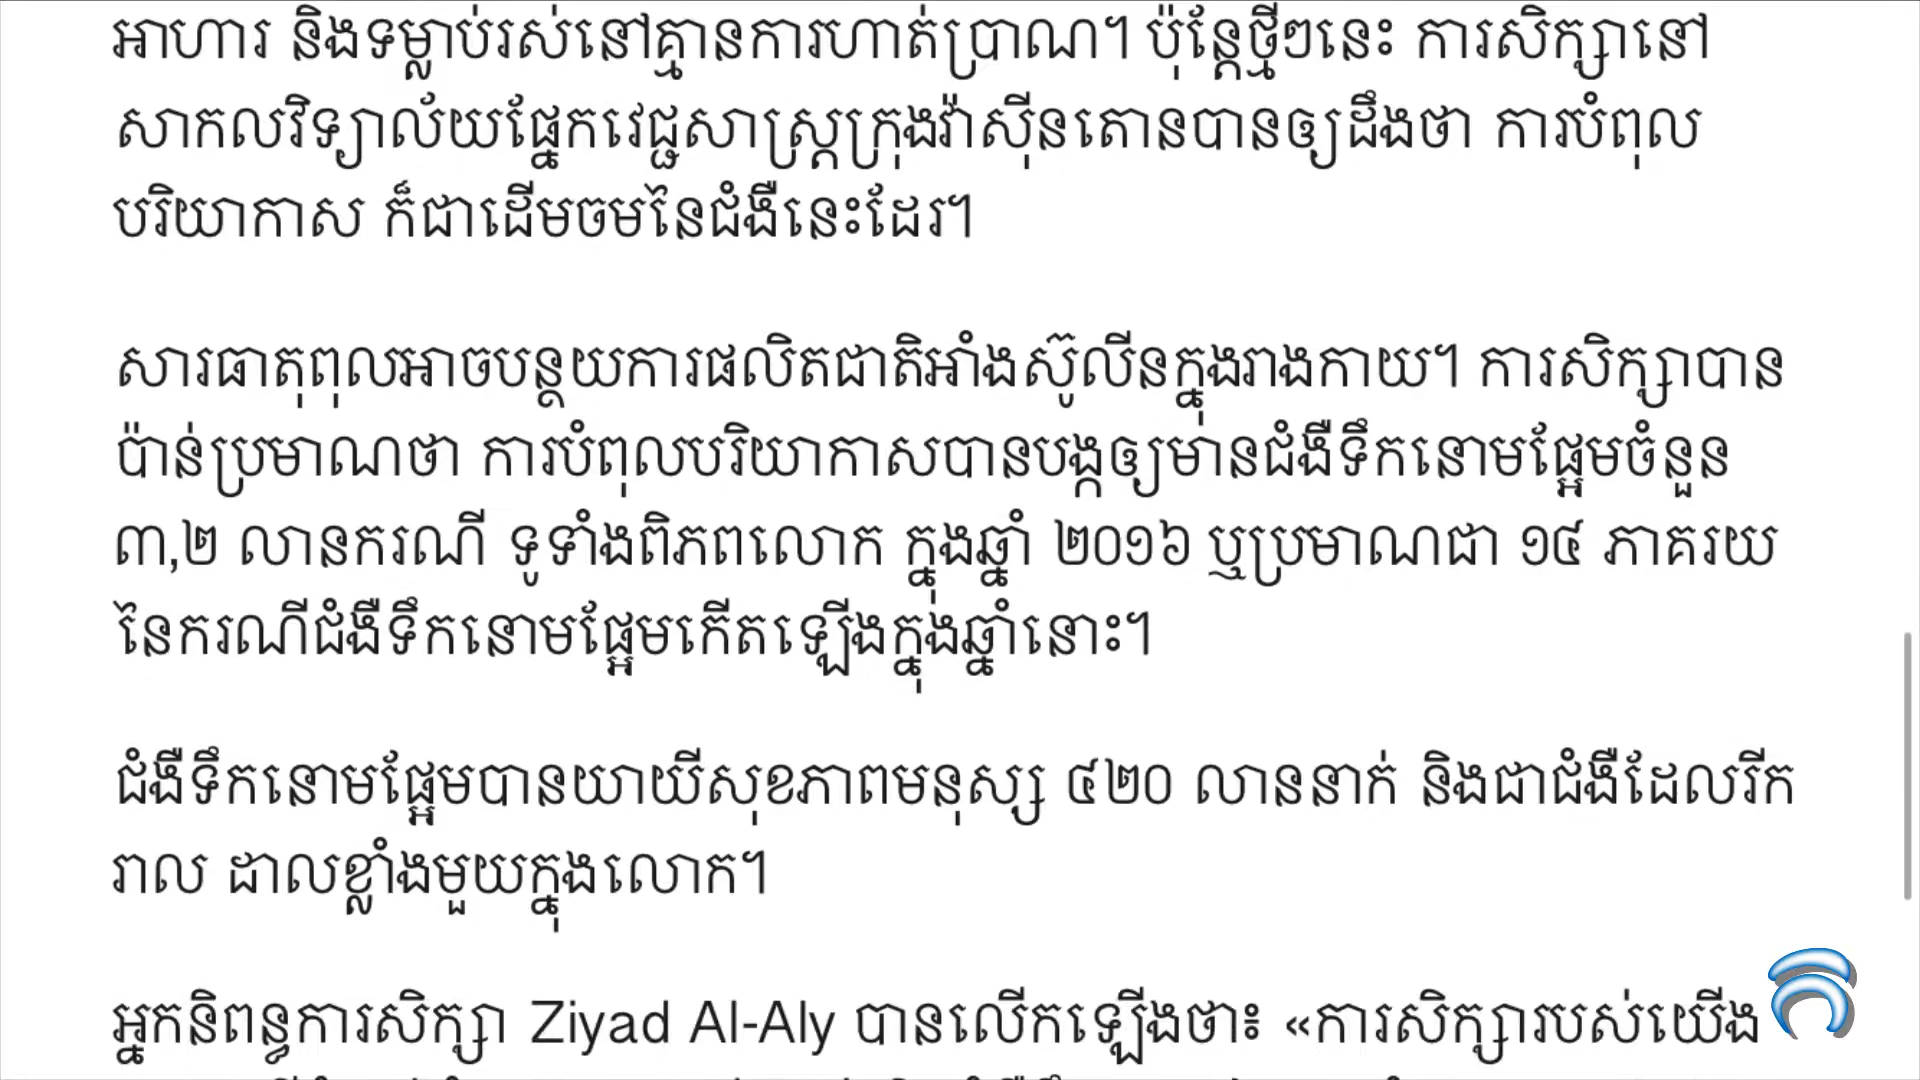 អាហារ និងទម្លាប់រស់នៅគ្មានការហាត់ប្រាណ។ ប៉ុន្តែថ្មីៗនេះ ការសិក្សានៅ
សាកលវិទ្យាល័យផ្នែកវេជ្ជសាស្ត្រក្រុងវ៉ាស៊ីនតោនបានឲ្យដឹងថា ការបំពុល
បរិយាកាស ក៏ជាដើមចមនៃជំងឺនេះដែរ។
សារធាតុពុលអាចបន្ថយការផលិតជាតិអាំងស៊ូលីនក្នុងរាងកាយ។ ការសិក្សាបាន
ប៉ាន់ប្រមាណថា ការបំពុលបរិយាកាសបានបង្កឲ្យមានជំងឺទឹកនោមផ្អែមចំនួន
៣,២ លានករណី ទូទាំងពិភពលោក ក្នុងឆ្នាំ ២០១៦ ឬប្រមាណជា ១៤ ភាគរយ
នៃករណីជំងឺទឹកនោមផ្អែមកើតឡើងក្នុងឆ្នាំនោះ។
ជំងឺទឹកនោមផ្អែមបានយាយីសុខភាពមនុស្ស ៤២០ លាននាក់ និងជាជំងឺដែលរីក
រាល ដាលខ្លាំងមួយក្នុងលោក។
អ្នកនិពន្ធការសិក្សា Ziyad Al-Aly បានលើកឡើងថា៖ «ការសិក្សារបស់យើង